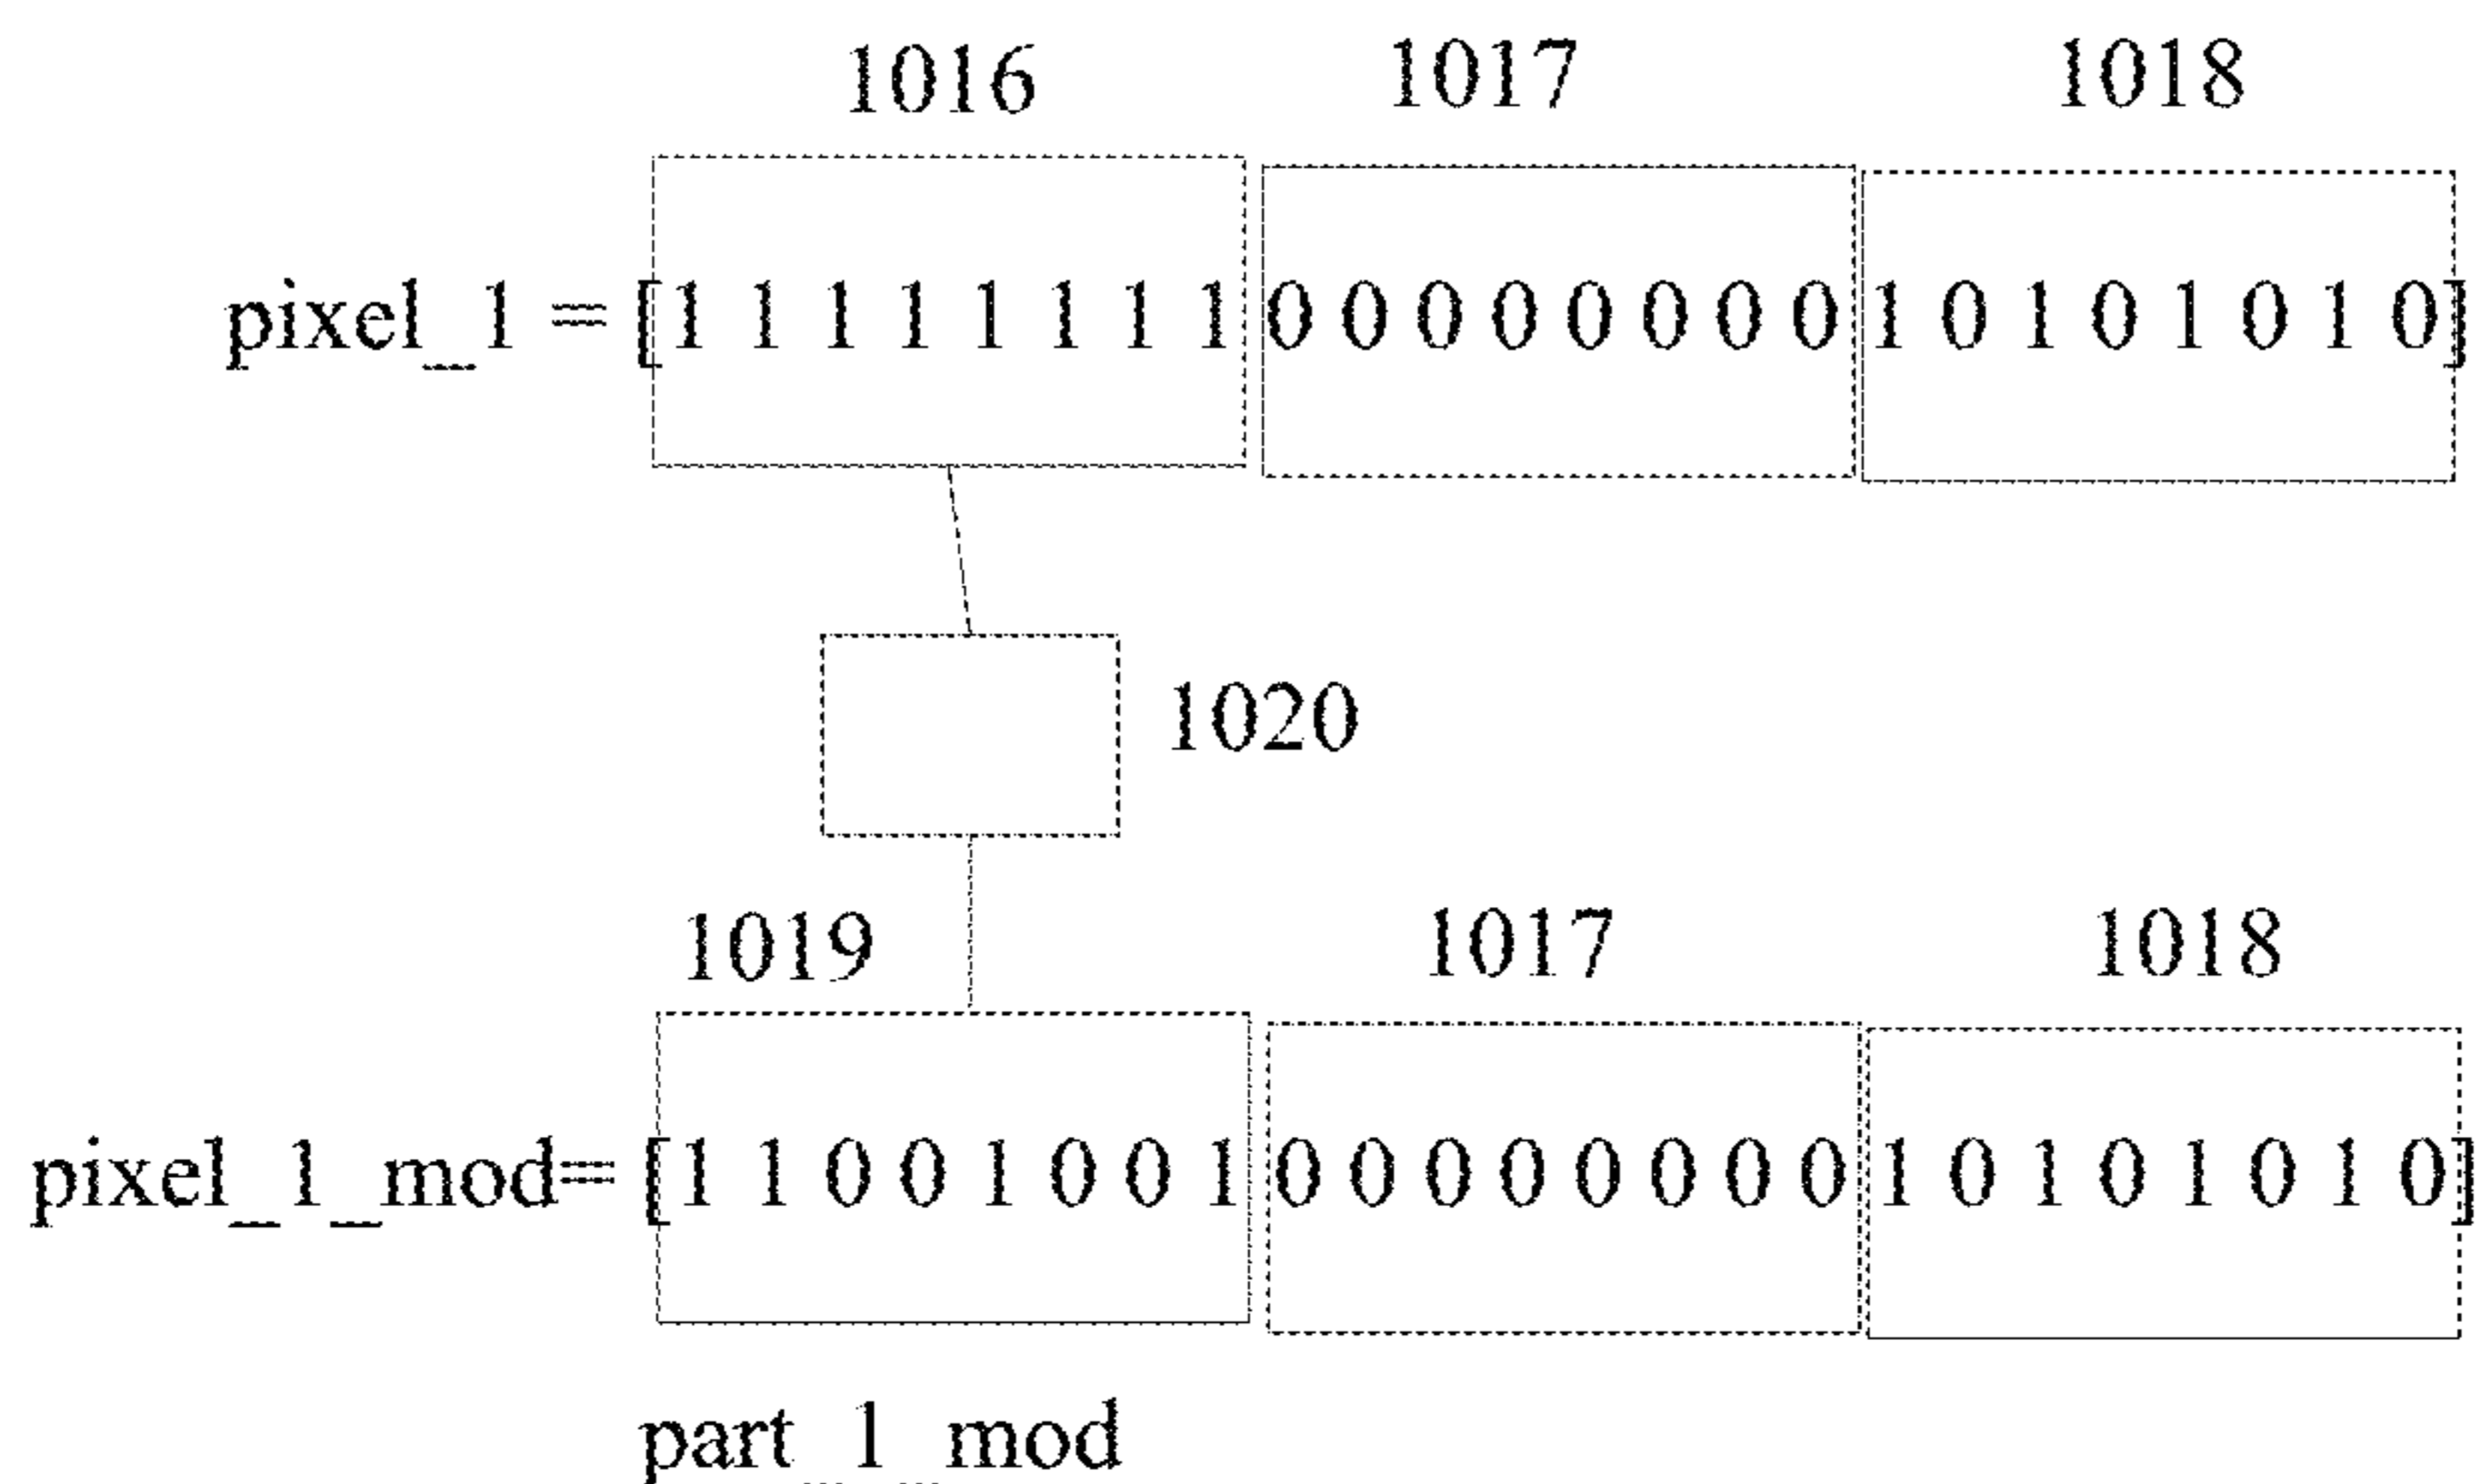 1016 1017 1018
pixel_1 = [1 1 1 1 1 1 1 1 0 0 0 0 0 0 0 0 1 0 1 0 1 0 1 0]
1020
1019 1017 1018
pixel_1_mod= [1 1 0 0 1 0 0 1 0 0 0 0 0 0 0 0 1 0 1 0 1 0 1 0]
part_1_mod